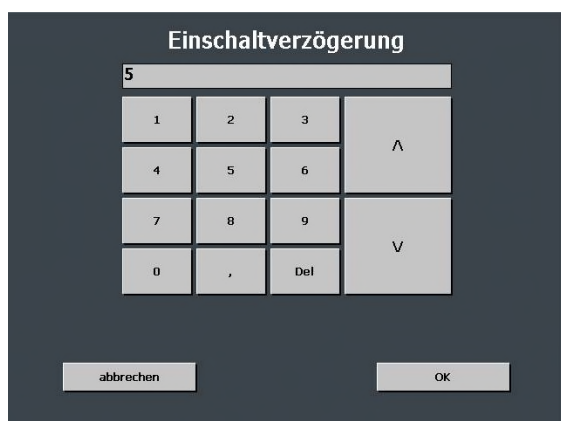 Einschaltverzögerung
5
1 2 3 Λ
4 5 6
7 8 9 V
0 , Del
abbrechen OK